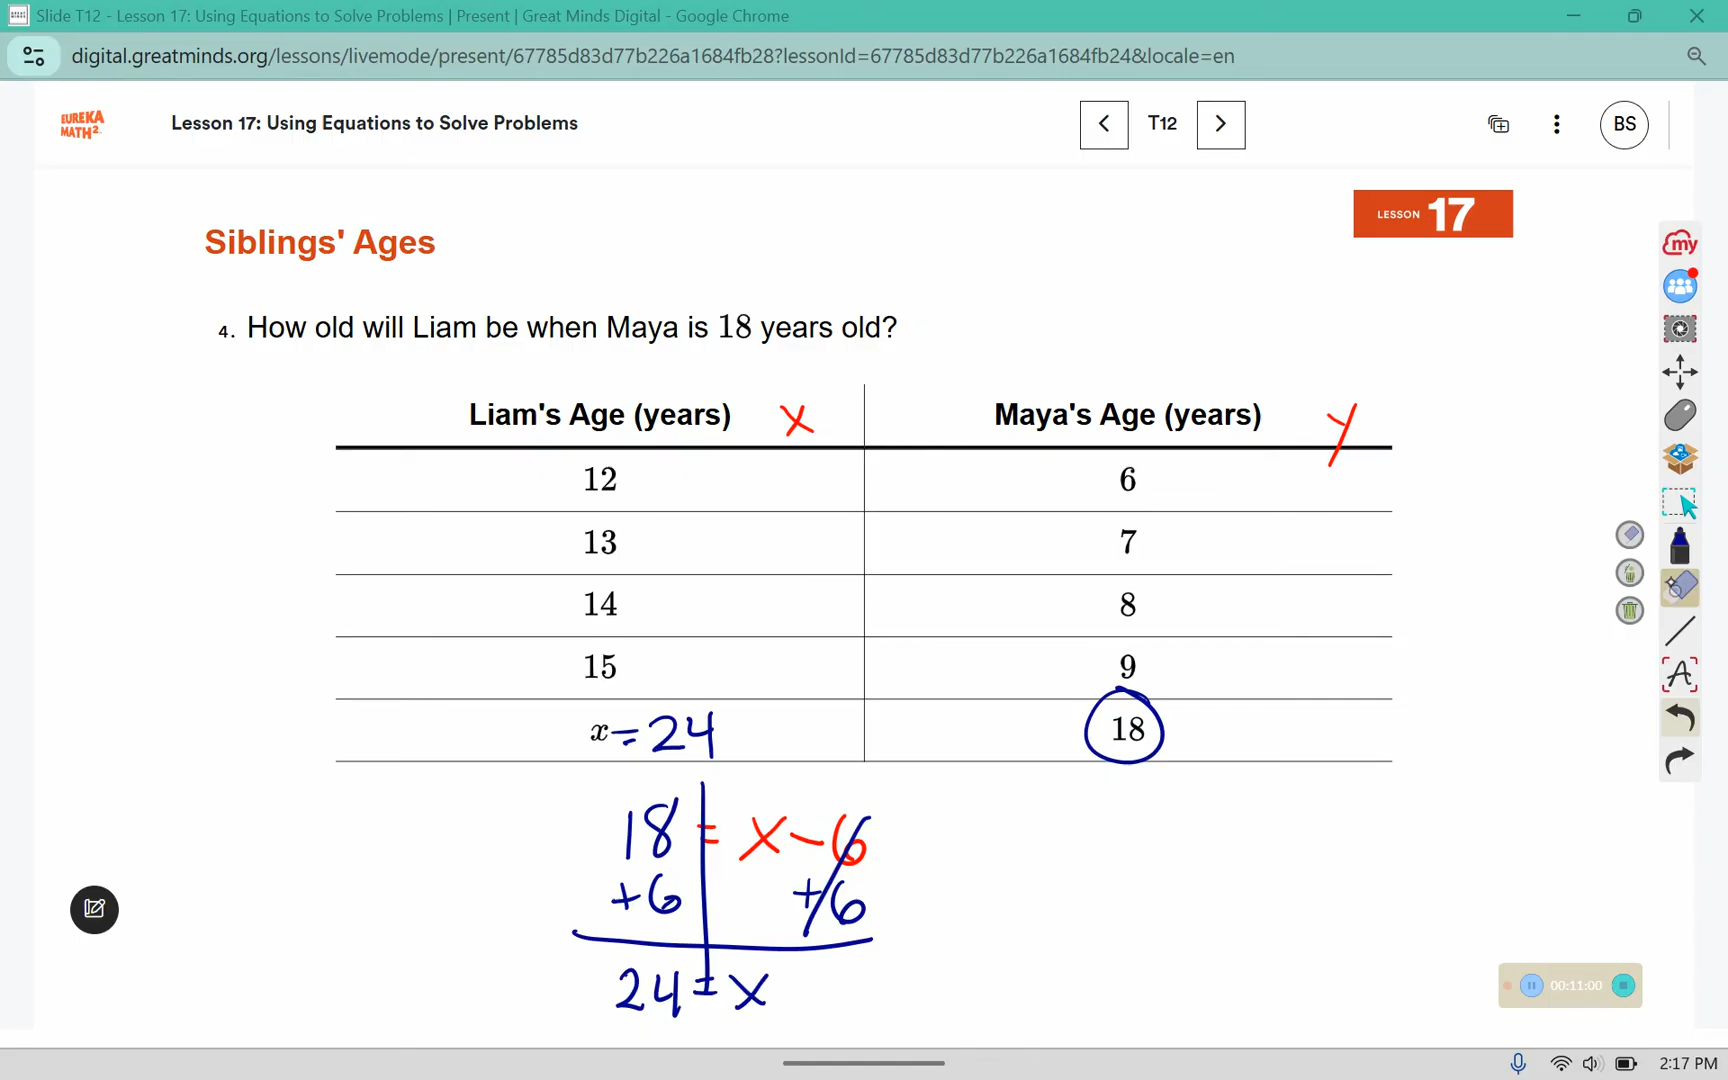 Slide T12 - Lesson 17: Using Equations to Solve Problems | Present | Great Minds Digital - Google Chrome
digital.greatminds.org/lessons/livemode/present/67785d83d77b226a1684fb28?lessonId=67785d83d77b226a1684fb24&locale=en
EUREKA MATH²
Lesson 17: Using Equations to Solve Problems
T12
BS
LESSON 17
my
Siblings' Ages
4. How old will Liam be when Maya is 18 years old?
Liam's Age (years) x Maya's Age (years) y
12 6
13 7
14 8
15 9
x = 24 18
18 = x - 6
+6 +6
24 = x
A
00:11:00
2:17 PM